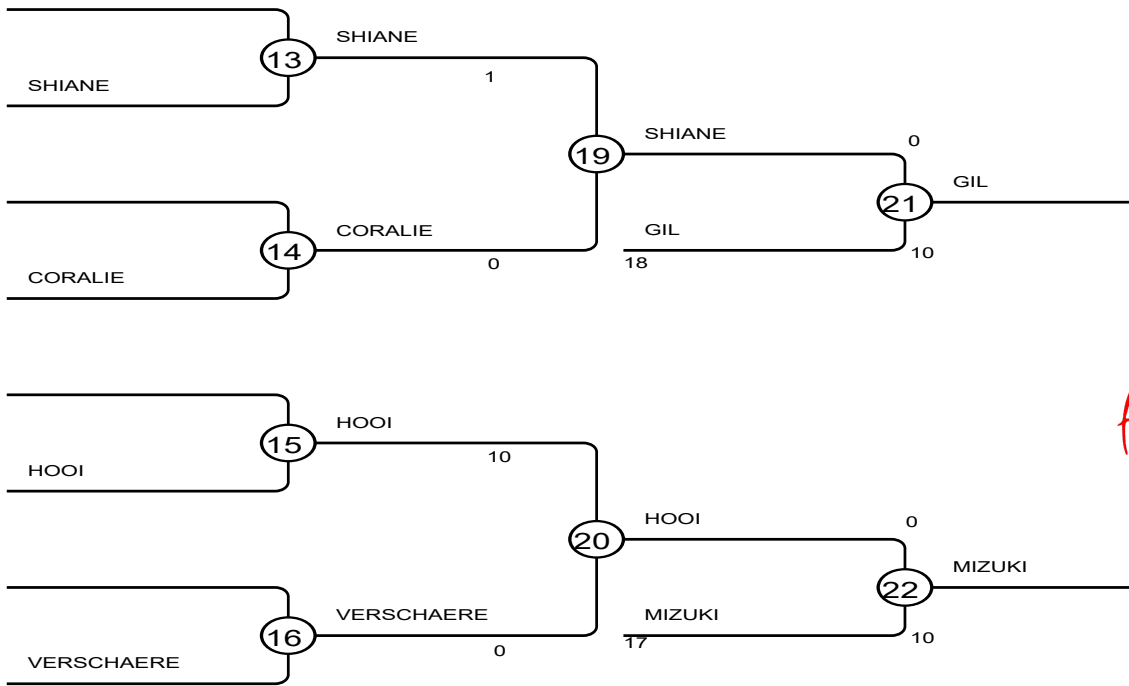 SHIANE
13
SHIANE
1
19
SHIANE
0
CORALIE
14
CORALIE
0
GIL
18
21
10
GIL
HOOI
15
HOOI
10
20
HOOI
0
VERSCHAERE
16
VERSCHAERE
0
MIZUKI
17
22
10
MIZUKI